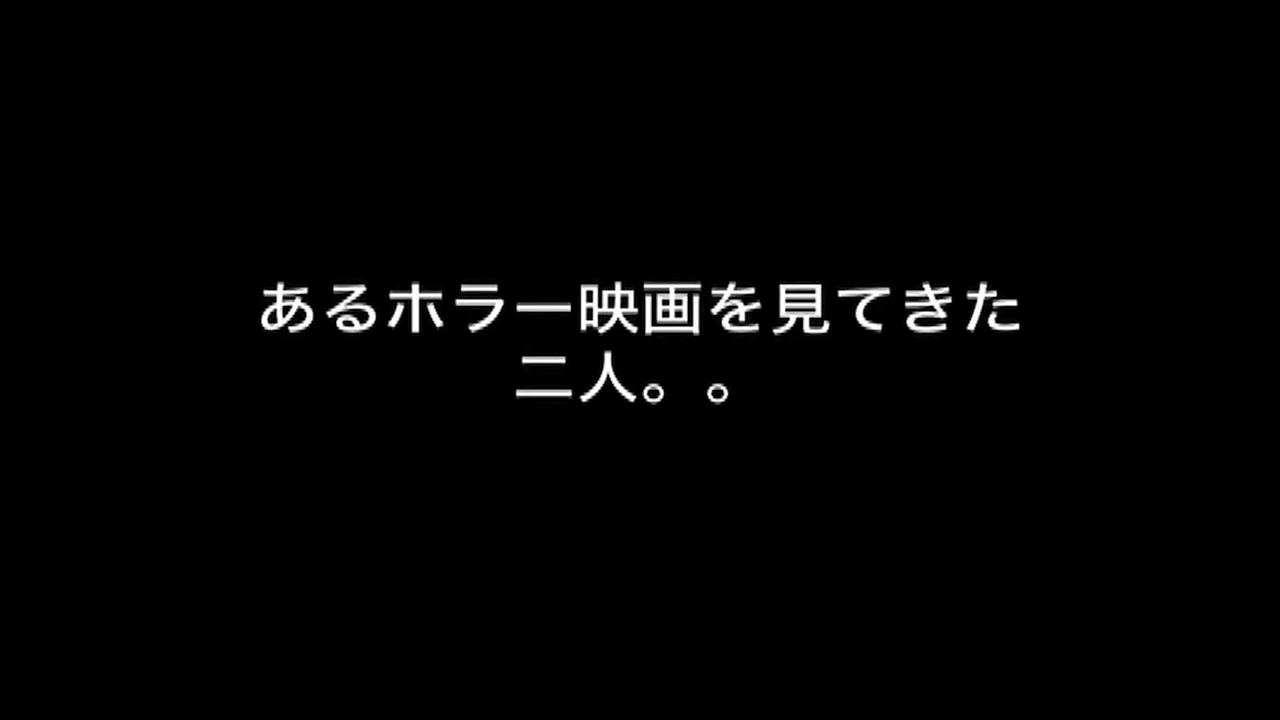 あるホラー映画を見てきた
二人。。